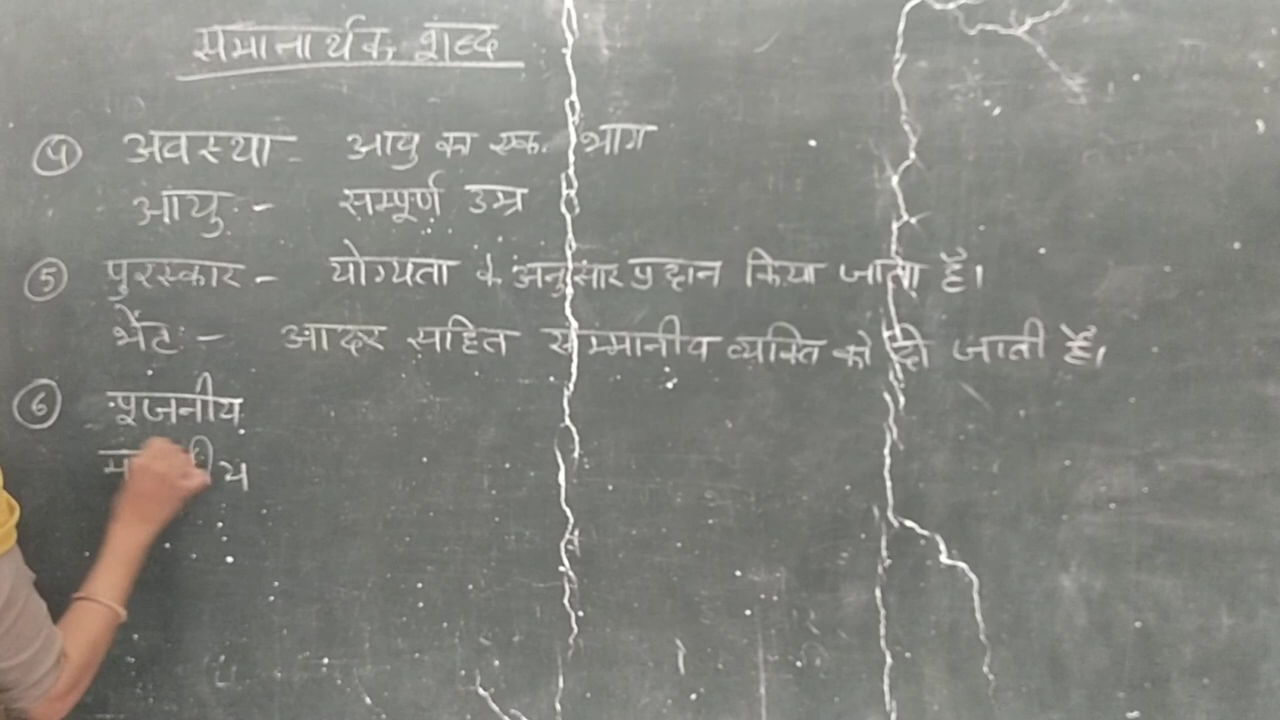 समानार्थक शब्द
④ अवस्था - आयु का एक भाग
आयु :- सम्पूर्ण उम्र
⑤ पुरस्कार - योग्यता के अनुसार प्रदान किया जाता है।
भेंट :- आदर सहित सम्मानीय व्यक्ति को दी जाती है।
⑥ पूजनीय